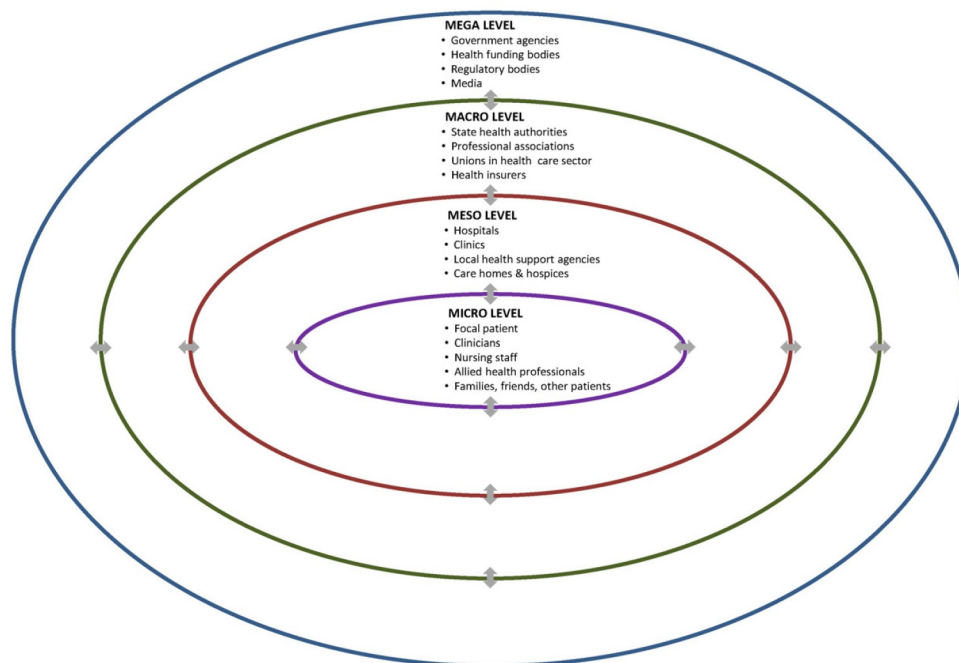 MEGA LEVEL
• Government agencies
• Health funding bodies
• Regulatory bodies
• Media
MACRO LEVEL
• State health authorities
• Professional associations
• Unions in health care sector
• Health insurers
MESO LEVEL
• Hospitals
• Clinics
• Local health support agencies
• Care homes & hospices
MICRO LEVEL
• Focal patient
• Clinicians
• Nursing staff
• Allied health professionals
• Families, friends, other patients